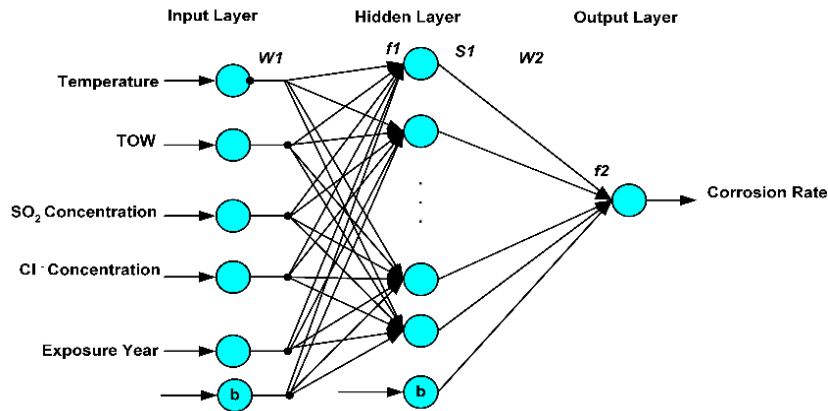 Input Layer
Hidden Layer
Output Layer
W1
f1
S1
W2
Temperature
TOW
f2
SO₂ Concentration
Corrosion Rate
Cl⁻ Concentration
Exposure Year
b
b